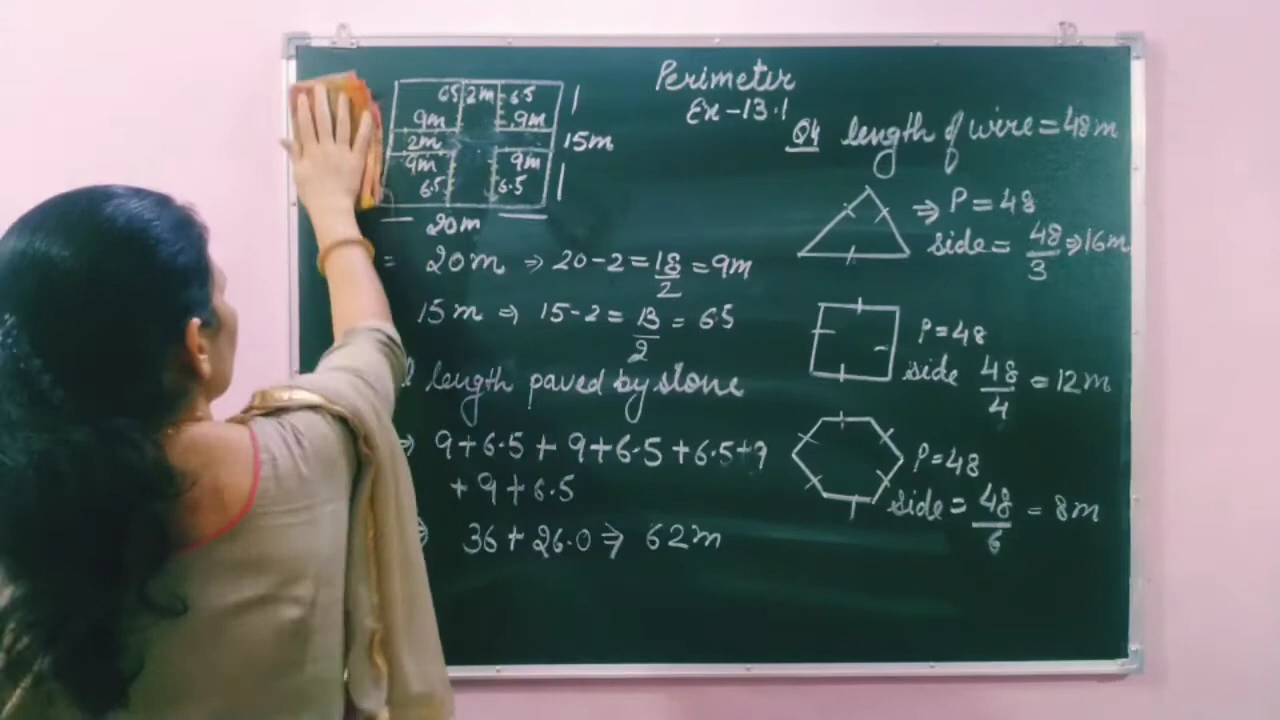 Perimeter
Ex-13.1
6.5 2m 6.5
9m 9m
2m 15m
9m 9m
6.5 6.5
20m
= 20m ⇒ 20-2 = 18/2 = 9m
15m ⇒ 15-2 = 13/2 = 6.5
length paved by stone
⇒ 9+6.5 + 9+6.5 + 6.5+9
+ 9+6.5
⇒ 36+26.0 ⇒ 62m
Q4 length of wire = 48m
⇒ P = 48
side = 48/3 ⇒ 16m
P = 48
side 48/4 = 12m
P = 48
side = 48/6 = 8m